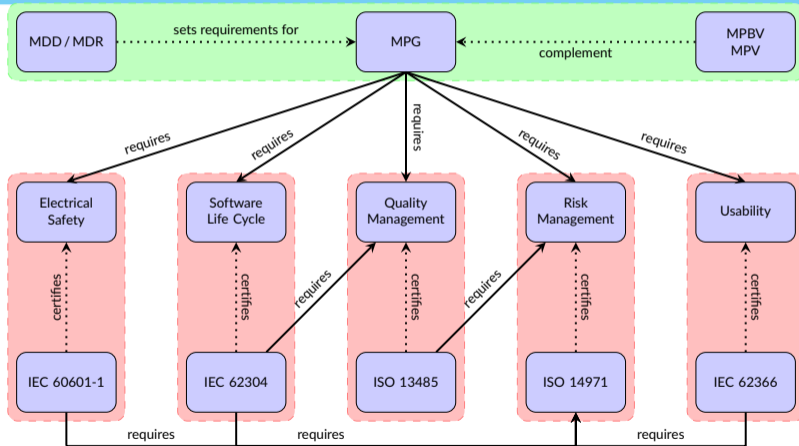 MDD / MDR
sets requirements for
MPG
complement
MPBV
MPV
requires
requires
requires
requires
requires
Electrical
Safety
Software
Life Cycle
Quality
Management
Risk
Management
Usability
certifies
certifies
requires
certifies
requires
certifies
certifies
IEC 60601-1
IEC 62304
ISO 13485
ISO 14971
IEC 62366
requires
requires
requires